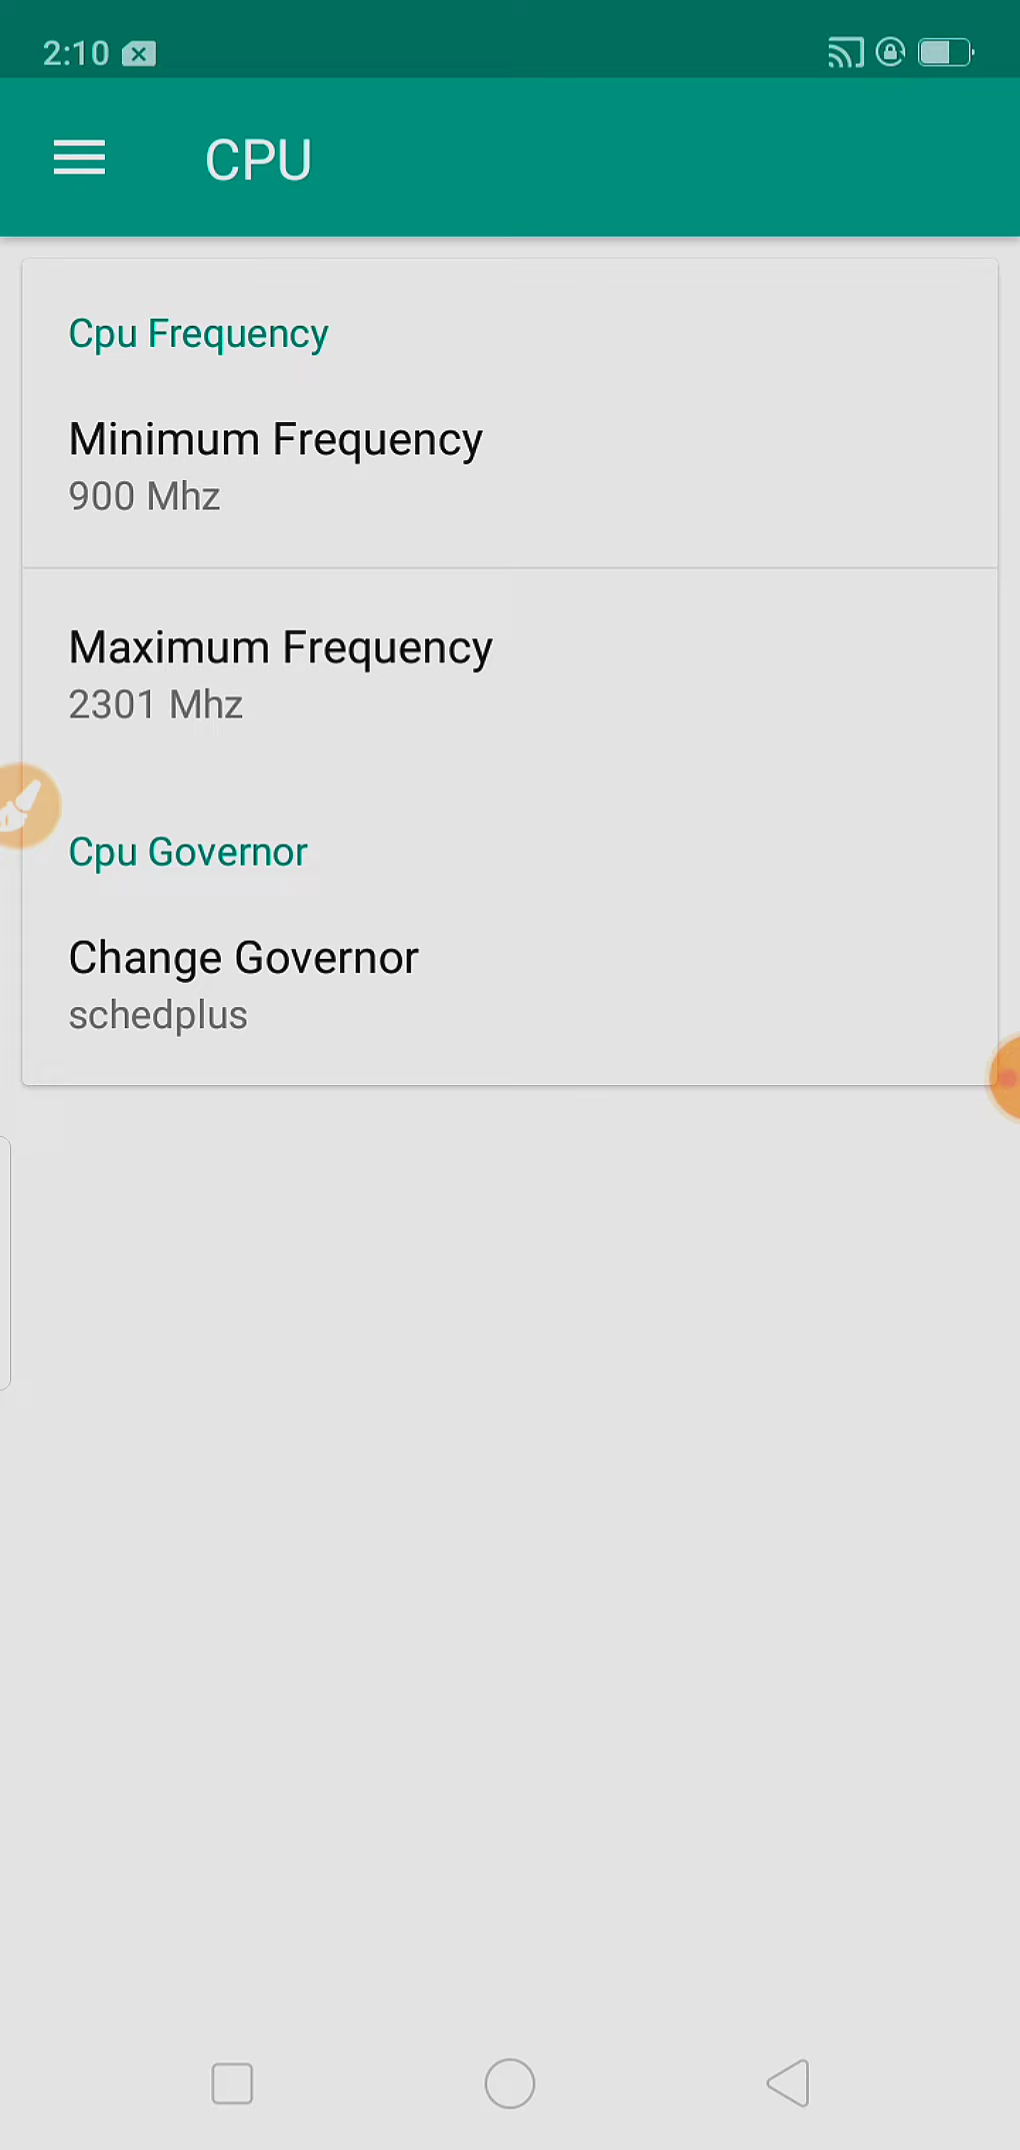 2:10
CPU
Cpu Frequency
Minimum Frequency
900 Mhz
Maximum Frequency
2301 Mhz
Cpu Governor
Change Governor
schedplus